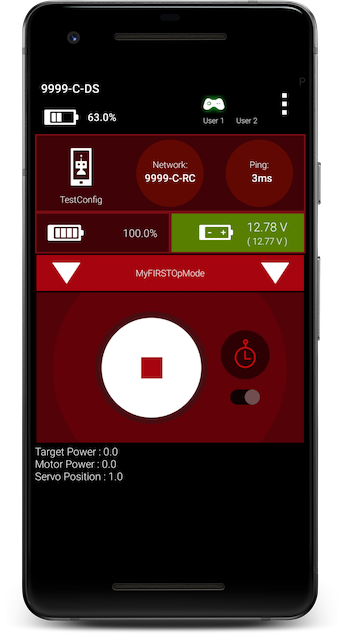 9999-C-DS
P
63.0%
User 1 User 2
Network:
9999-C-RC
Ping:
3ms
TestConfig
100.0%
12.78 V
( 12.77 V )
MyFIRSTOpMode
Target Power : 0.0
Motor Power : 0.0
Servo Position : 1.0